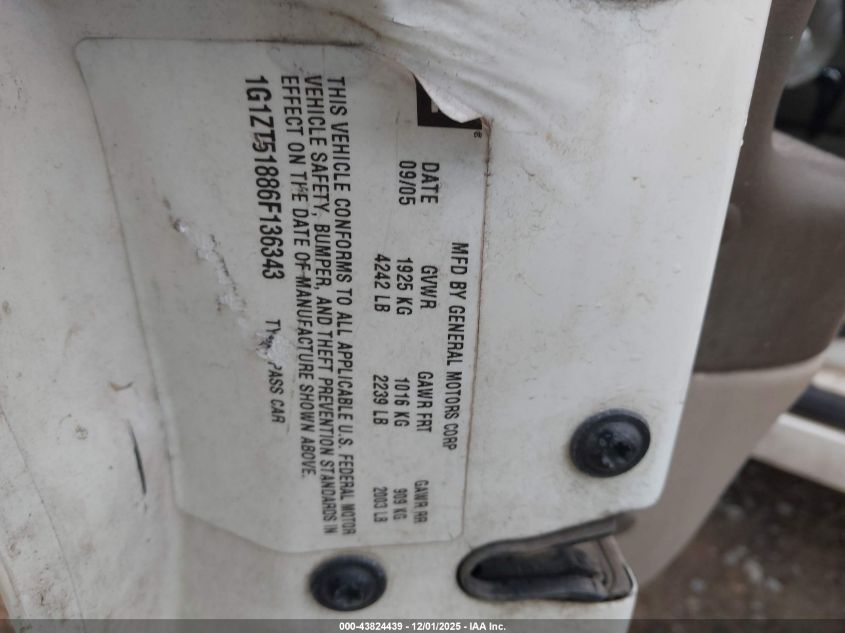 MFD BY GENERAL MOTORS CORP
DATE GVWR GAWR FRT GAWR RR
09/05 1925 KG 1016 KG 909 KG
4242 LB 2239 LB 2003 LB
THIS VEHICLE CONFORMS TO ALL APPLICABLE U.S. FEDERAL MOTOR
VEHICLE SAFETY, BUMPER, AND THEFT PREVENTION STANDARDS IN
EFFECT ON THE DATE OF MANUFACTURE SHOWN ABOVE.
1G1ZT51886F136343 PASS CAR
000-43824439 - 12/01/2025 - IAA Inc.